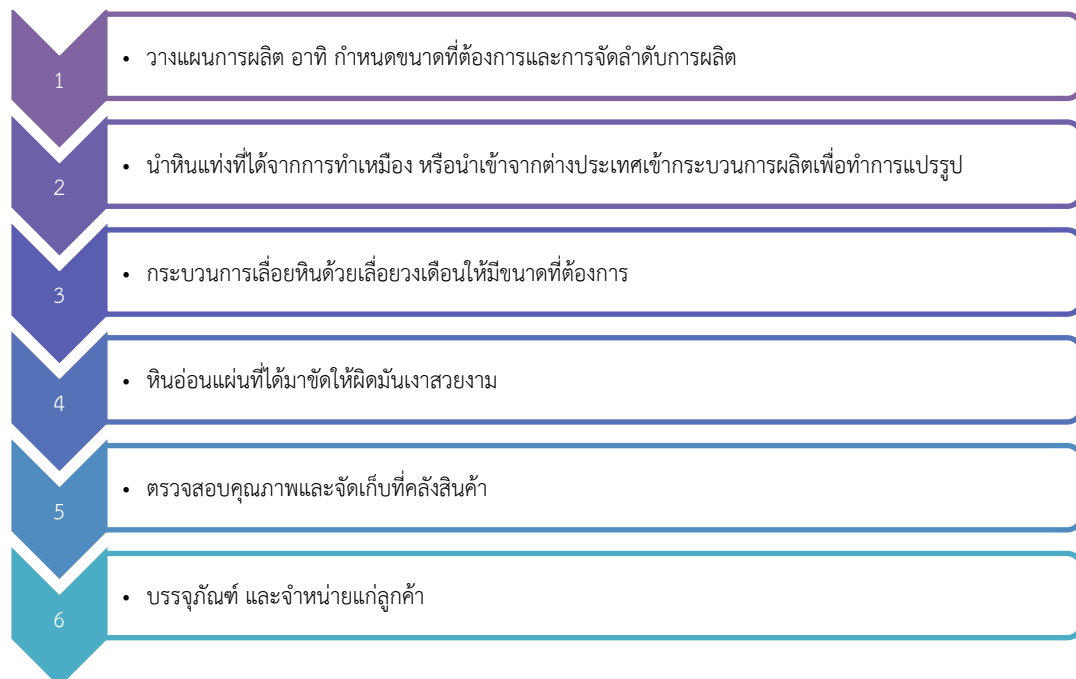 1
• วางแผนการผลิต อาทิ กำหนดขนาดที่ต้องการและการจัดลำดับการผลิต
2
• นำหินแท่งที่ได้จากการทำเหมือง หรือนำเข้าจากต่างประเทศเข้ากระบวนการผลิตเพื่อทำการแปรรูป
3
• กระบวนการเลื่อยหินด้วยเลื่อยวงเดือนให้มีขนาดที่ต้องการ
4
• หินอ่อนแผ่นที่ได้มาขัดให้ผิดมันเงาสวยงาม
5
• ตรวจสอบคุณภาพและจัดเก็บที่คลังสินค้า
6
• บรรจุภัณฑ์ และจำหน่ายแก่ลูกค้า